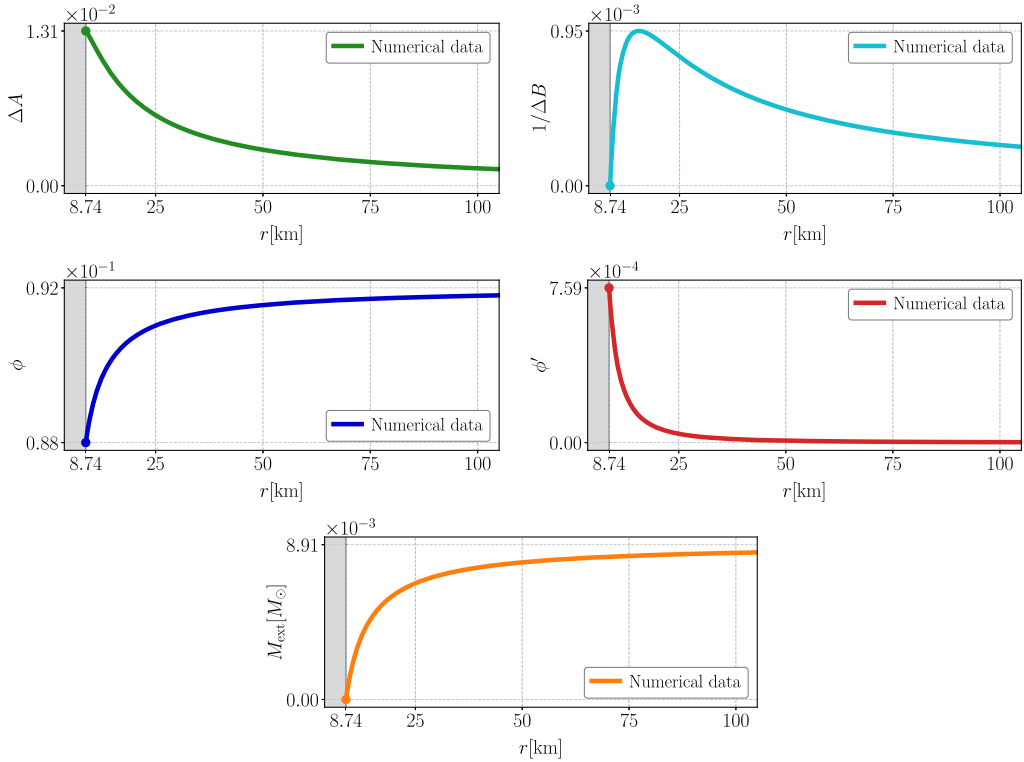 ×10⁻²
1.31
0.00
ΔA
Numerical data
8.74 25 50 75 100
r[km]
×10⁻³
0.95
0.00
1/ΔB
Numerical data
8.74 25 50 75 100
r[km]
×10⁻¹
0.92
0.88
ϕ
Numerical data
8.74 25 50 75 100
r[km]
×10⁻⁴
7.59
0.00
ϕ′
Numerical data
8.74 25 50 75 100
r[km]
×10⁻³
8.91
0.00
M_ext[M_⊙]
Numerical data
8.74 25 50 75 100
r[km]